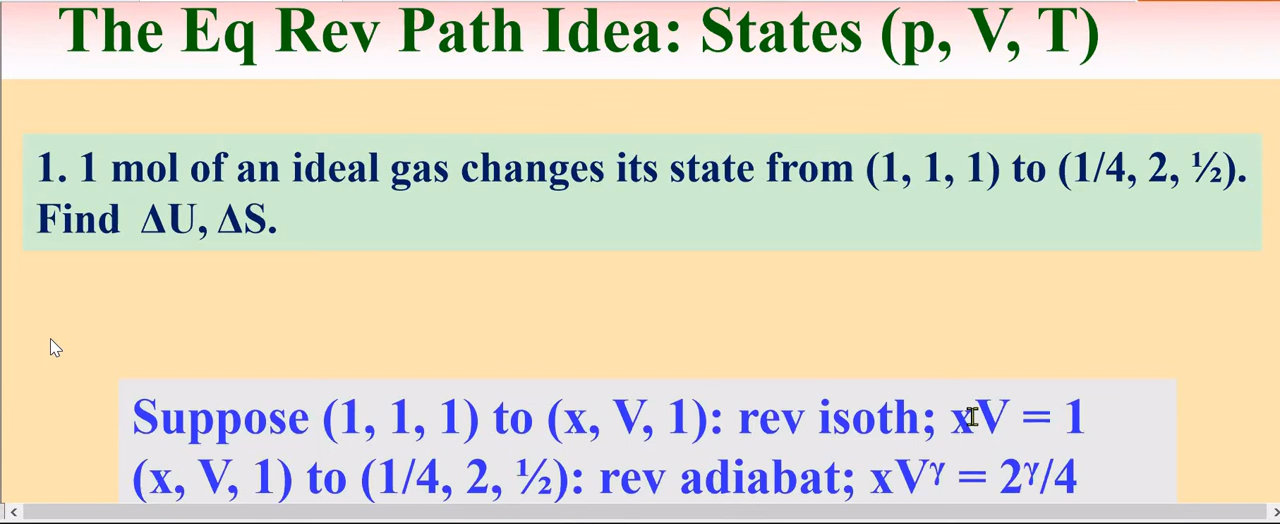 The Eq Rev Path Idea: States (p, V, T)
1. 1 mol of an ideal gas changes its state from (1, 1, 1) to (1/4, 2, ½).
Find ΔU, ΔS.
Suppose (1, 1, 1) to (x, V, 1): rev isoth; xV = 1
(x, V, 1) to (1/4, 2, ½): rev adiabat; xVᵞ = 2ᵞ/4